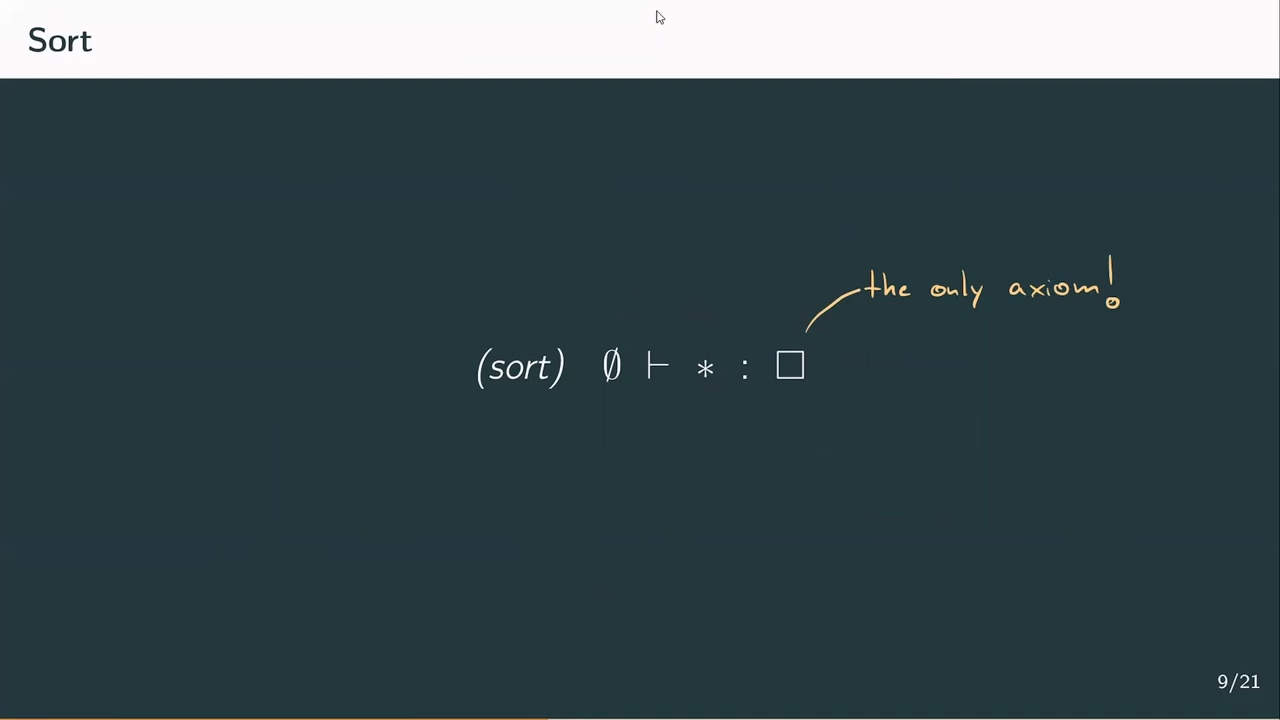 Sort
the only axiom!
(sort) ∅ ⊢ * : □
9/21